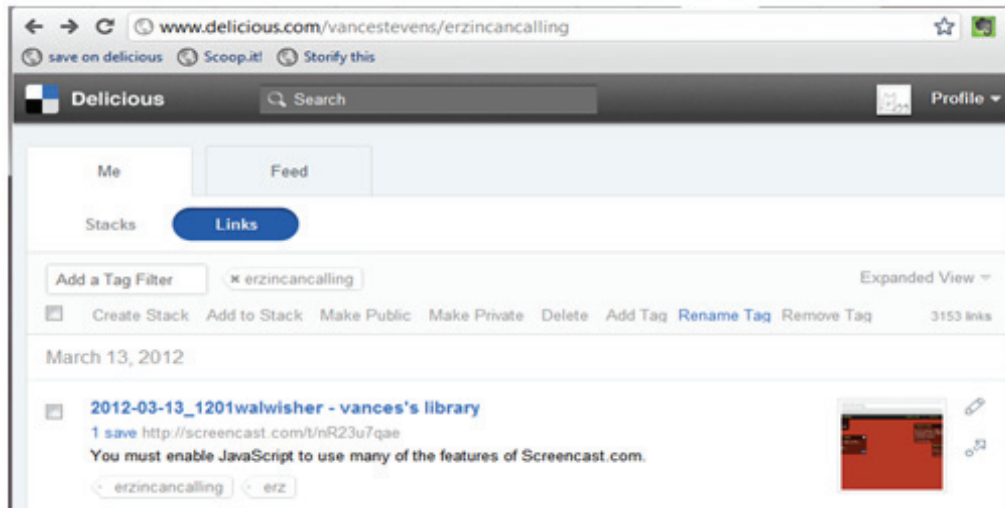 www.delicious.com/vancestevens/erzincancalling
save on delicious Scoop.it! Storify this
Delicious Search Profile
Me Feed
Stacks Links
Add a Tag Filter × erzincancalling Expanded View
Create Stack Add to Stack Make Public Make Private Delete Add Tag Rename Tag Remove Tag 3153 links
March 13, 2012
2012-03-13_1201walwisher - vances's library
1 save http://screencast.com/t/nR23u7qae
You must enable JavaScript to use many of the features of Screencast.com.
erzincancalling erz